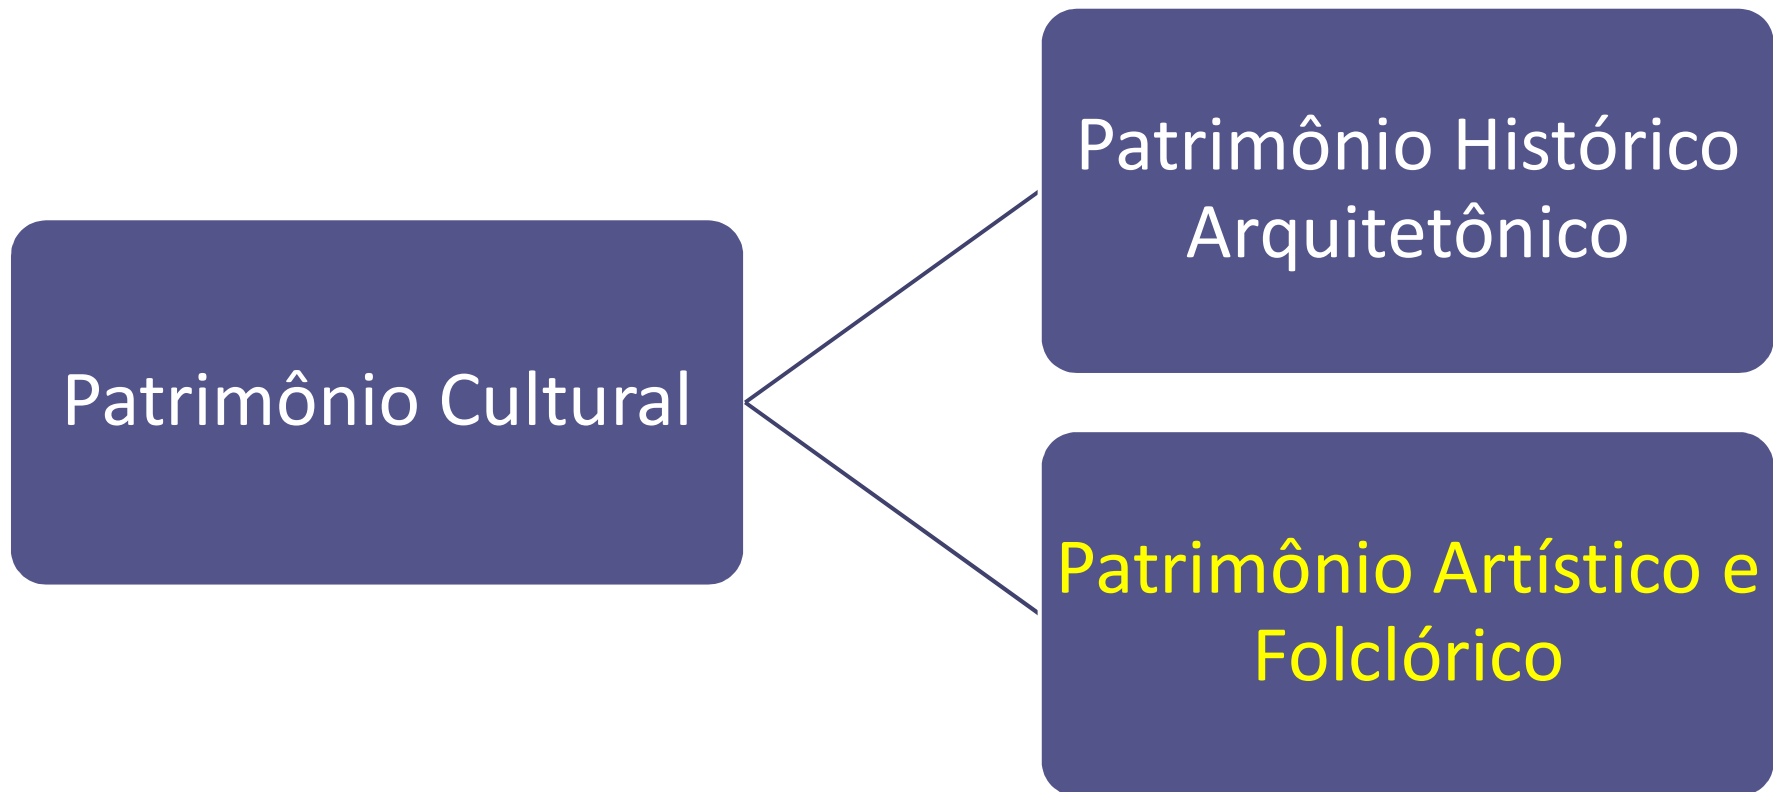 Patrimônio Cultural
Patrimônio Histórico
Arquitetônico
Patrimônio Artístico e
Folclórico